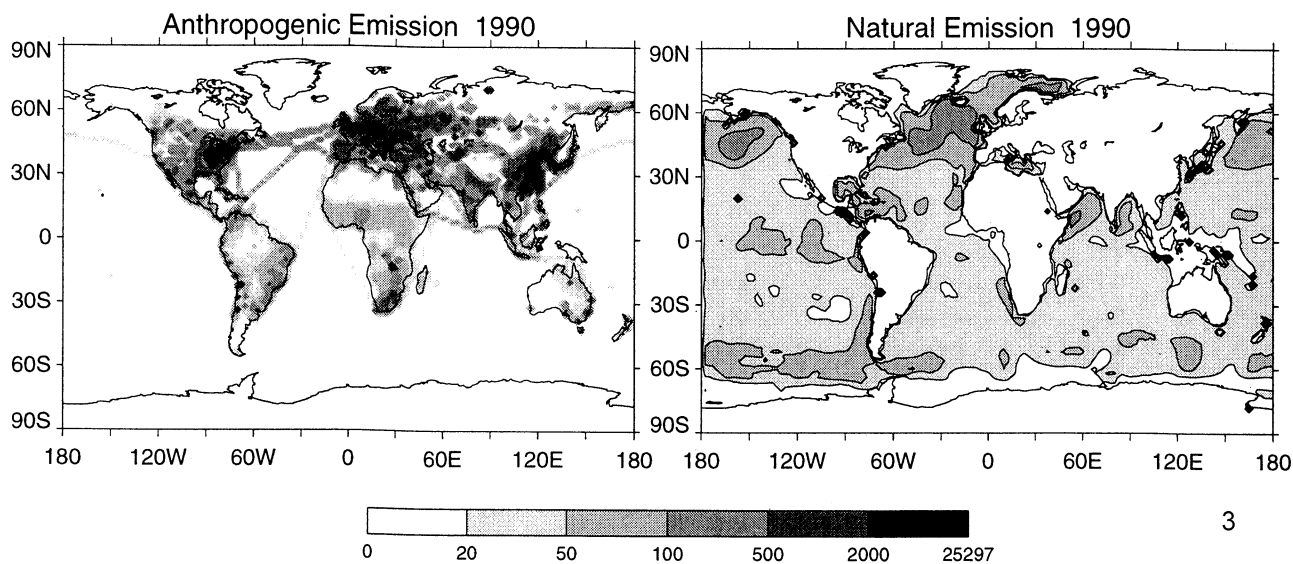 Anthropogenic Emission 1990
90N
60N
30N
0
30S
60S
90S
180 120W 60W 0 60E 120E 180
Natural Emission 1990
90N
60N
30N
0
30S
60S
90S
180 120W 60W 0 60E 120E 180
0 20 50 100 500 2000 25297
3